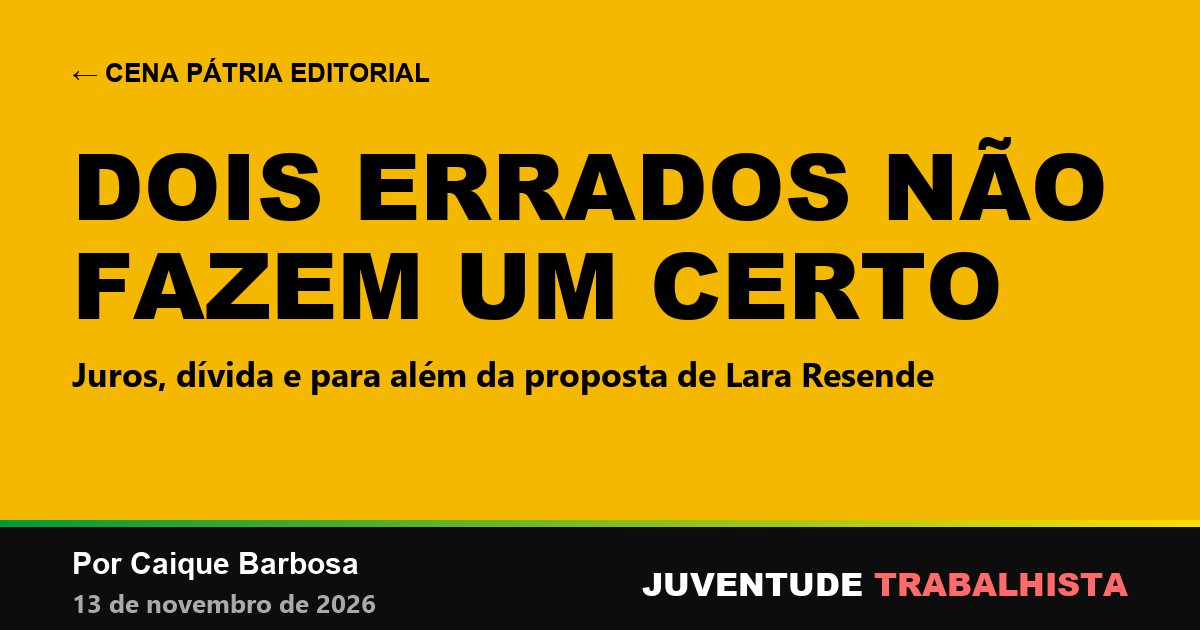 ← CENA PÁTRIA EDITORIAL
DOIS ERRADOS NÃO
FAZEM UM CERTO
Juros, dívida e para além da proposta de Lara Resende
Por Caique Barbosa
13 de novembro de 2026
JUVENTUDE TRABALHISTA